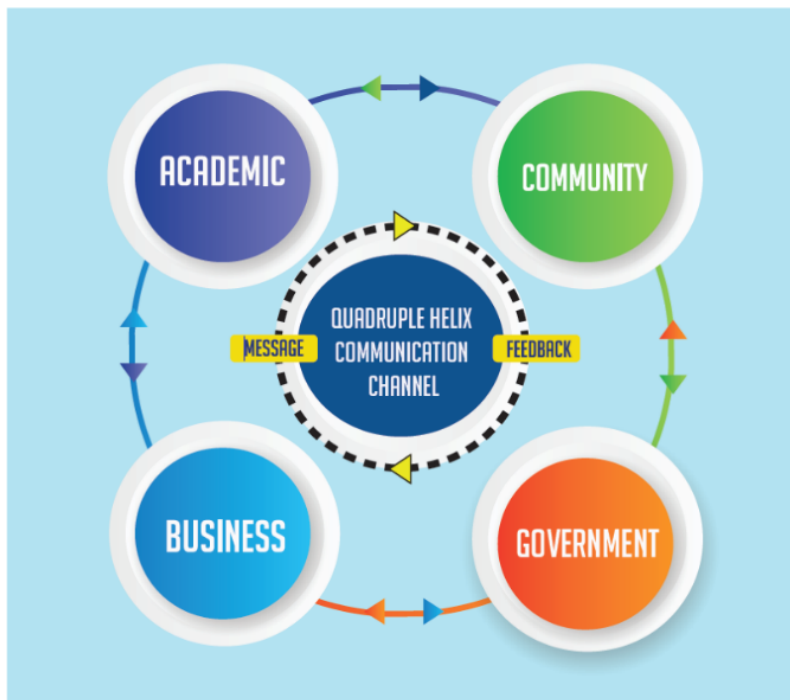 ACADEMIC
COMMUNITY
QUADRUPLE HELIX
COMMUNICATION
CHANNEL
MESSAGE
FEEDBACK
BUSINESS
GOVERNMENT